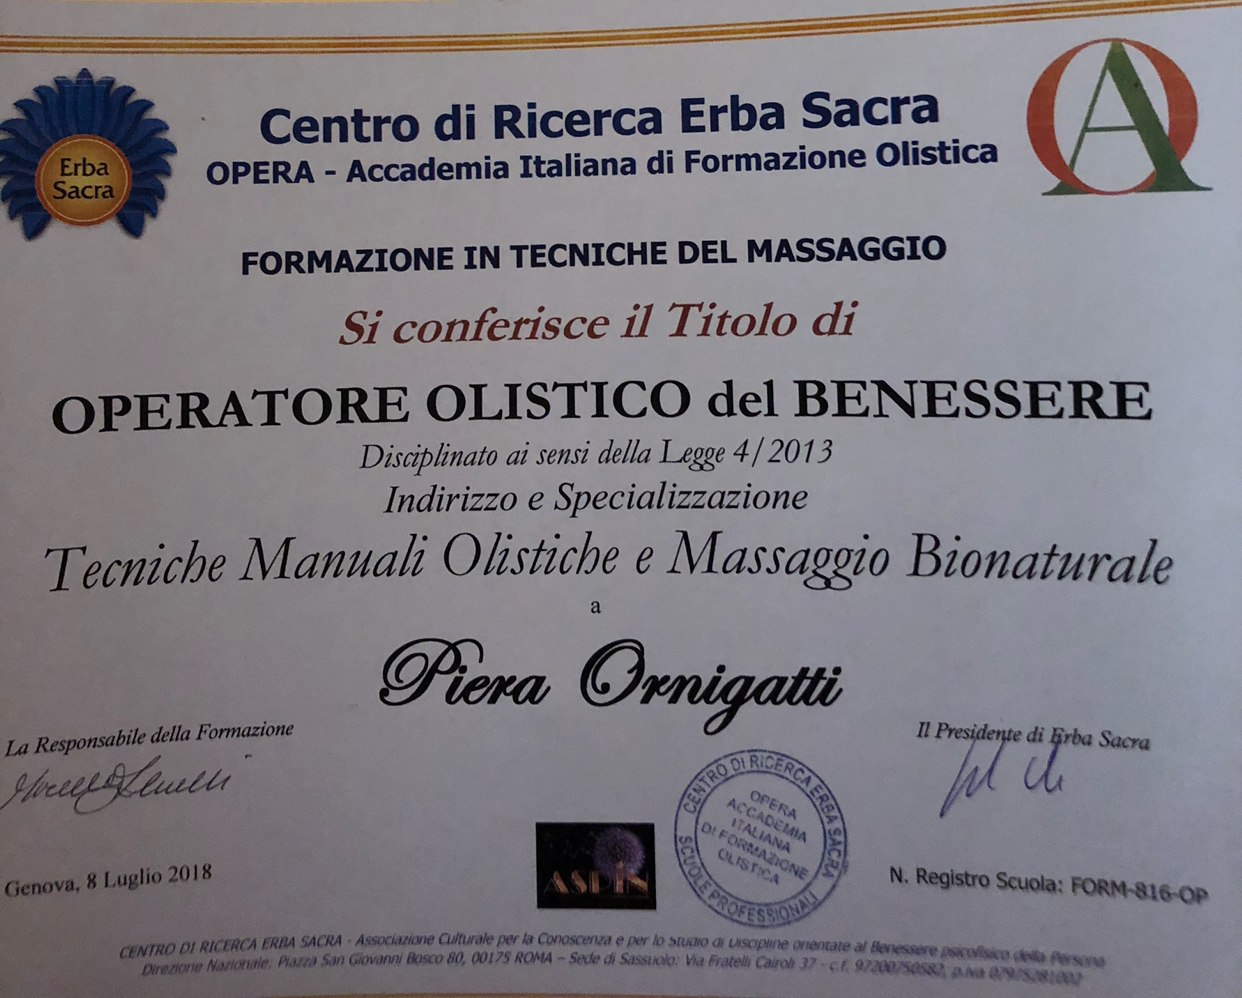 Erba
Sacra
Centro di Ricerca Erba Sacra
OPERA - Accademia Italiana di Formazione Olistica
OA
FORMAZIONE IN TECNICHE DEL MASSAGGIO
Si conferisce il Titolo di
OPERATORE OLISTICO del BENESSERE
Disciplinato ai sensi della Legge 4/2013
Indirizzo e Specializzazione
Tecniche Manuali Olistiche e Massaggio Bionaturale
a
Piera Ornigatti
La Responsabile della Formazione
Il Presidente di Erba Sacra
CENTRO DI RICERCA ERBA SACRA
OPERA
ACCADEMIA
ITALIANA
DI FORMAZIONE
OLISTICA
SCUOLE PROFESSIONALI
ASPIN
Genova, 8 Luglio 2018
N. Registro Scuola: FORM-816-OP
CENTRO DI RICERCA ERBA SACRA - Associazione Culturale per la Conoscenza e per lo Studio di Discipline orientate al Benessere psicofisico della Persona
Direzione Nazionale: Piazza San Giovanni Bosco 80, 00175 ROMA – Sede di Sassuolo: Via Fratelli Cairoli 37 - c.f. 97200750582, p.iva 07975281002